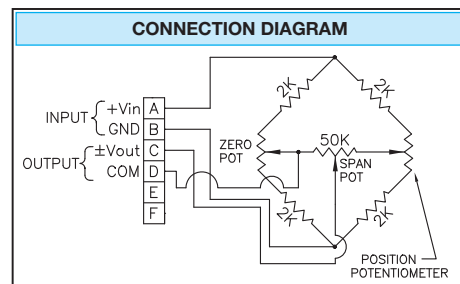 CONNECTION DIAGRAM
INPUT
+Vin A
GND B
OUTPUT
±Vout C
COM D
E
F
2K
2K
ZERO
POT
50K
SPAN
POT
2K
2K
POSITION
POTENTIOMETER